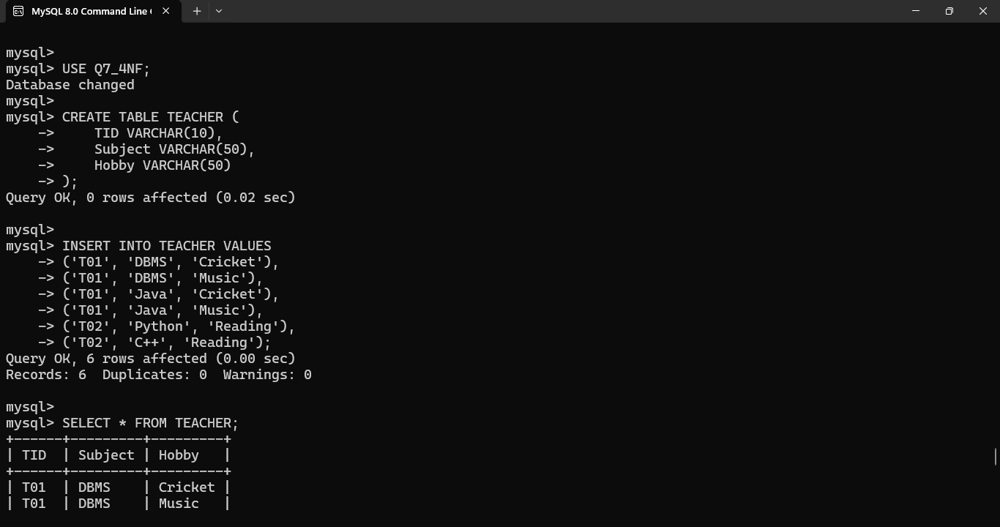 MySQL 8.0 Command Line
mysql>
mysql> USE Q7_4NF;
Database changed
mysql>
mysql> CREATE TABLE TEACHER (
    ->     TID VARCHAR(10),
    ->     Subject VARCHAR(50),
    ->     Hobby VARCHAR(50)
    -> );
Query OK, 0 rows affected (0.02 sec)
mysql>
mysql> INSERT INTO TEACHER VALUES
    -> ('T01', 'DBMS', 'Cricket'),
    -> ('T01', 'DBMS', 'Music'),
    -> ('T01', 'Java', 'Cricket'),
    -> ('T01', 'Java', 'Music'),
    -> ('T02', 'Python', 'Reading'),
    -> ('T02', 'C++', 'Reading');
Query OK, 6 rows affected (0.00 sec)
Records: 6  Duplicates: 0  Warnings: 0
mysql>
mysql> SELECT * FROM TEACHER;
+------+---------+---------+
| TID  | Subject | Hobby   |
+------+---------+---------+
| T01  | DBMS    | Cricket |
| T01  | DBMS    | Music   |